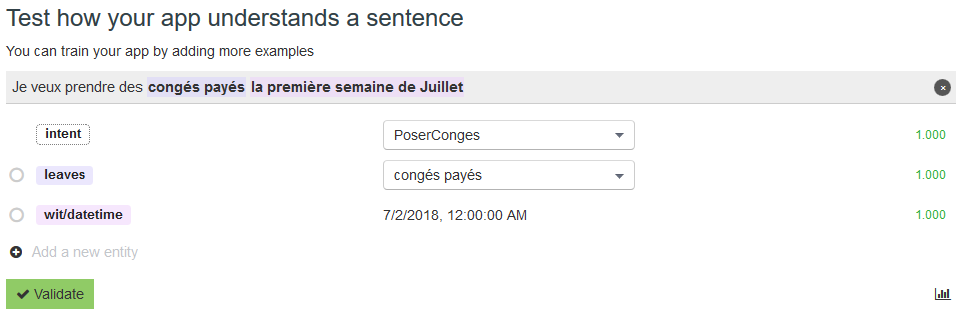 Test how your app understands a sentence
You can train your app by adding more examples
Je veux prendre des congés payés la première semaine de Juillet
intent PoserConges 1.000
leaves congés payés 1.000
wit/datetime 7/2/2018, 12:00:00 AM 1.000
Add a new entity
Validate